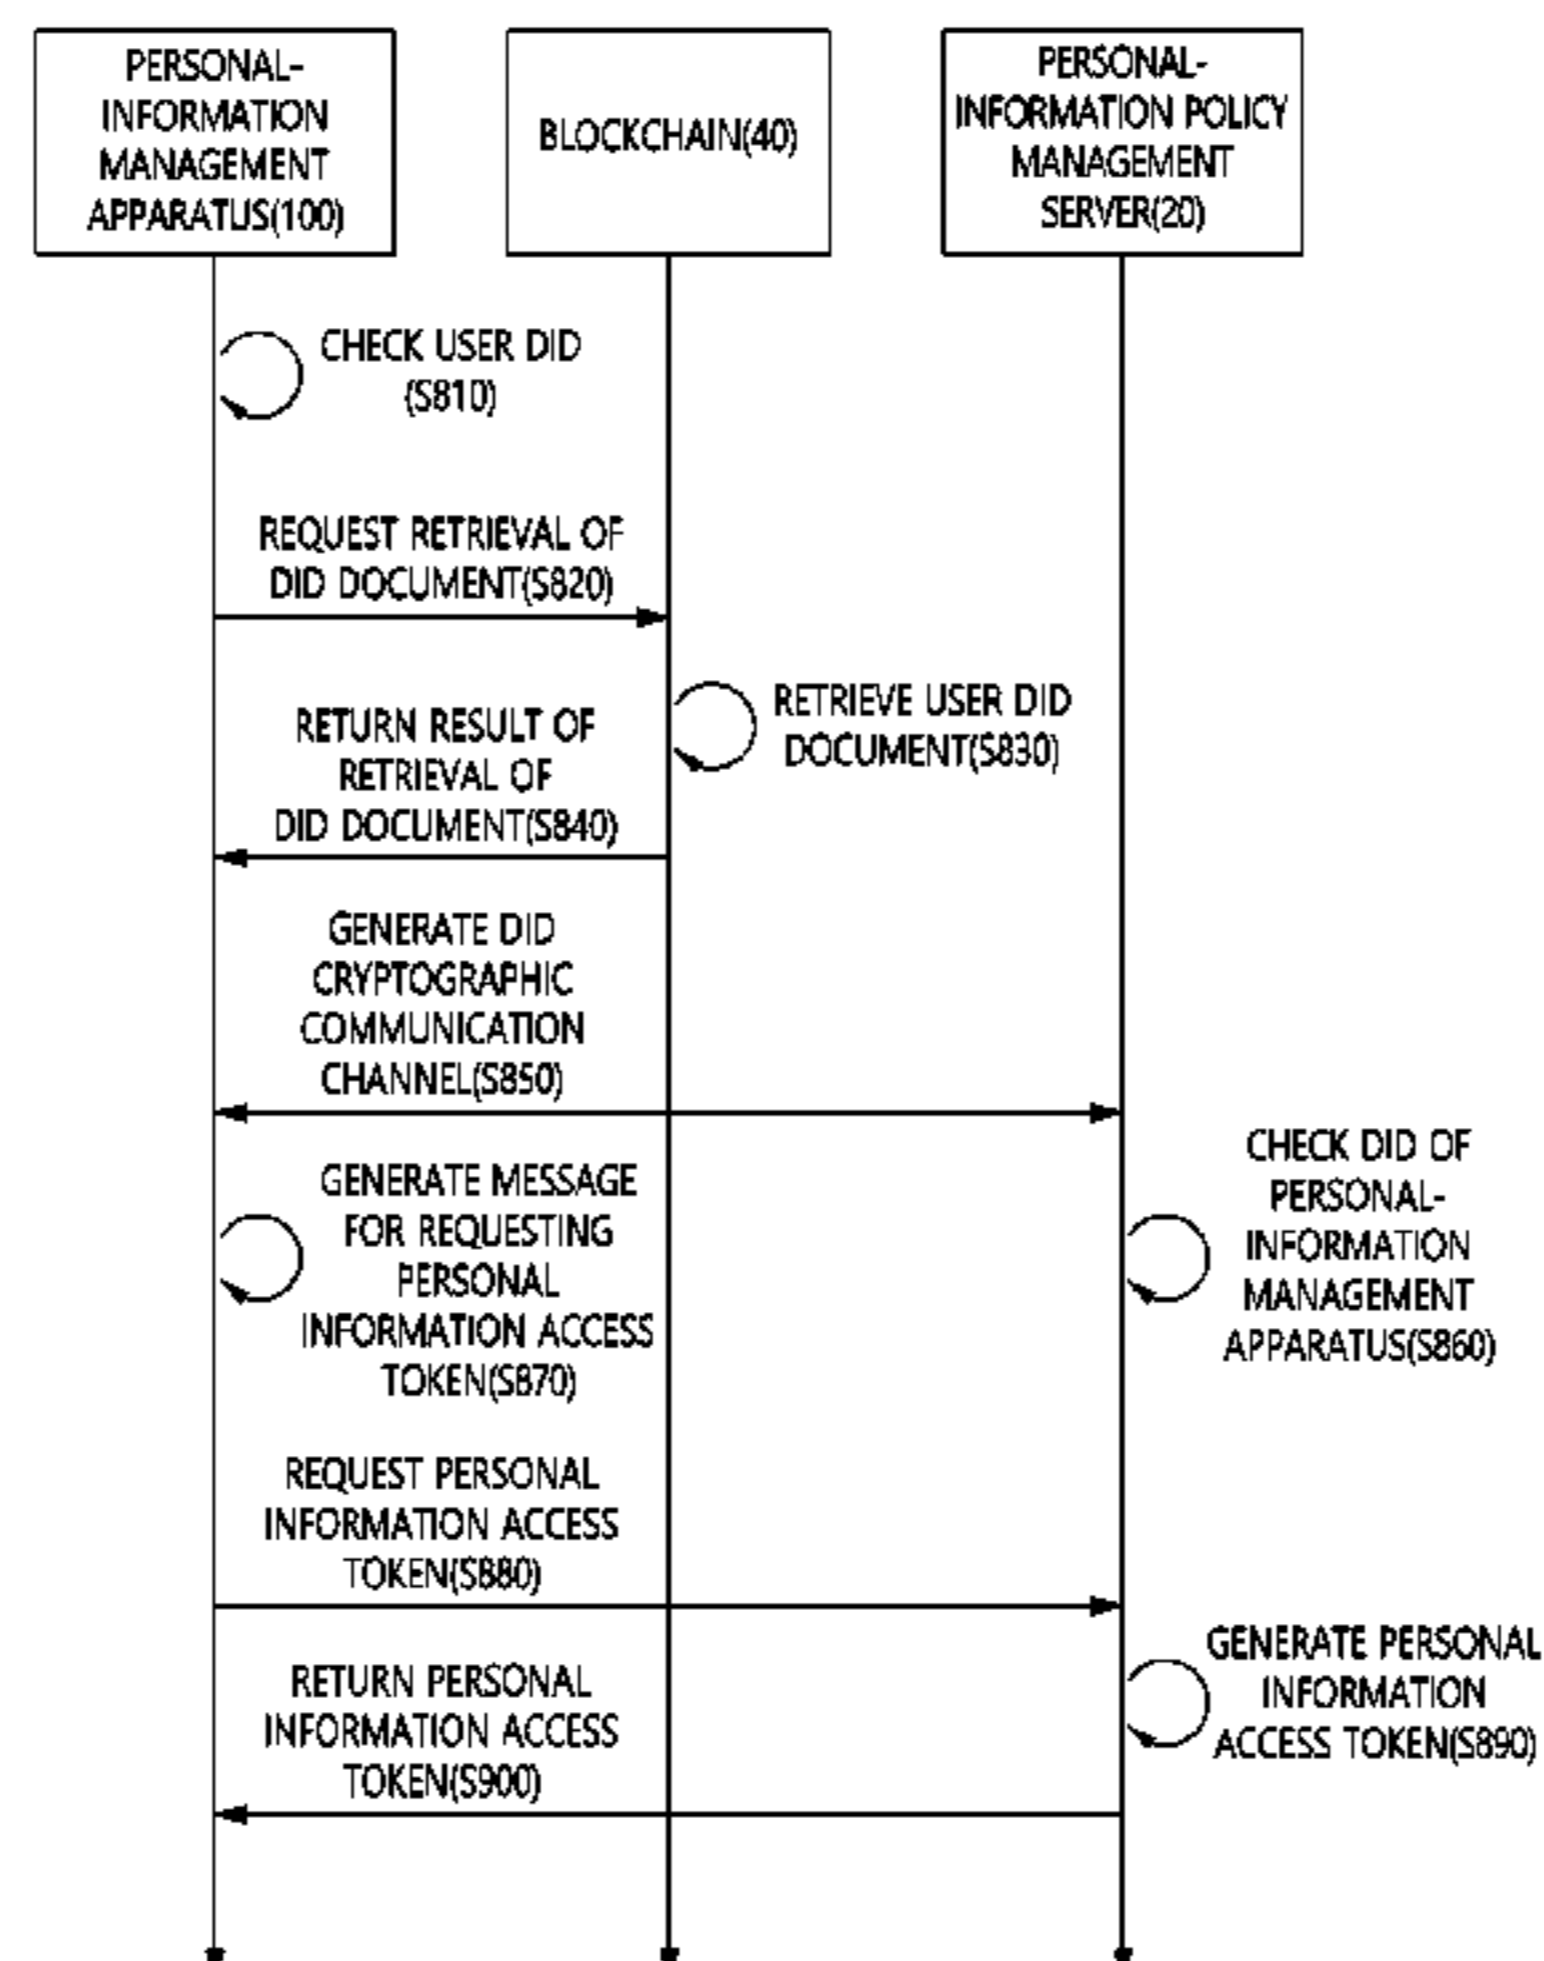 PERSONAL-
INFORMATION
MANAGEMENT
APPARATUS(100)
BLOCKCHAIN(40)
PERSONAL-
INFORMATION POLICY
MANAGEMENT
SERVER(20)
CHECK USER DID
(S810)
REQUEST RETRIEVAL OF
DID DOCUMENT(S820)
RETRIEVE USER DID
DOCUMENT(S830)
RETURN RESULT OF
RETRIEVAL OF
DID DOCUMENT(S840)
GENERATE DID
CRYPTOGRAPHIC
COMMUNICATION
CHANNEL(S850)
CHECK DID OF
PERSONAL-
INFORMATION
MANAGEMENT
APPARATUS(S860)
GENERATE MESSAGE
FOR REQUESTING
PERSONAL
INFORMATION ACCESS
TOKEN(S870)
REQUEST PERSONAL
INFORMATION ACCESS
TOKEN(S880)
GENERATE PERSONAL
INFORMATION
ACCESS TOKEN(S890)
RETURN PERSONAL
INFORMATION ACCESS
TOKEN(S900)